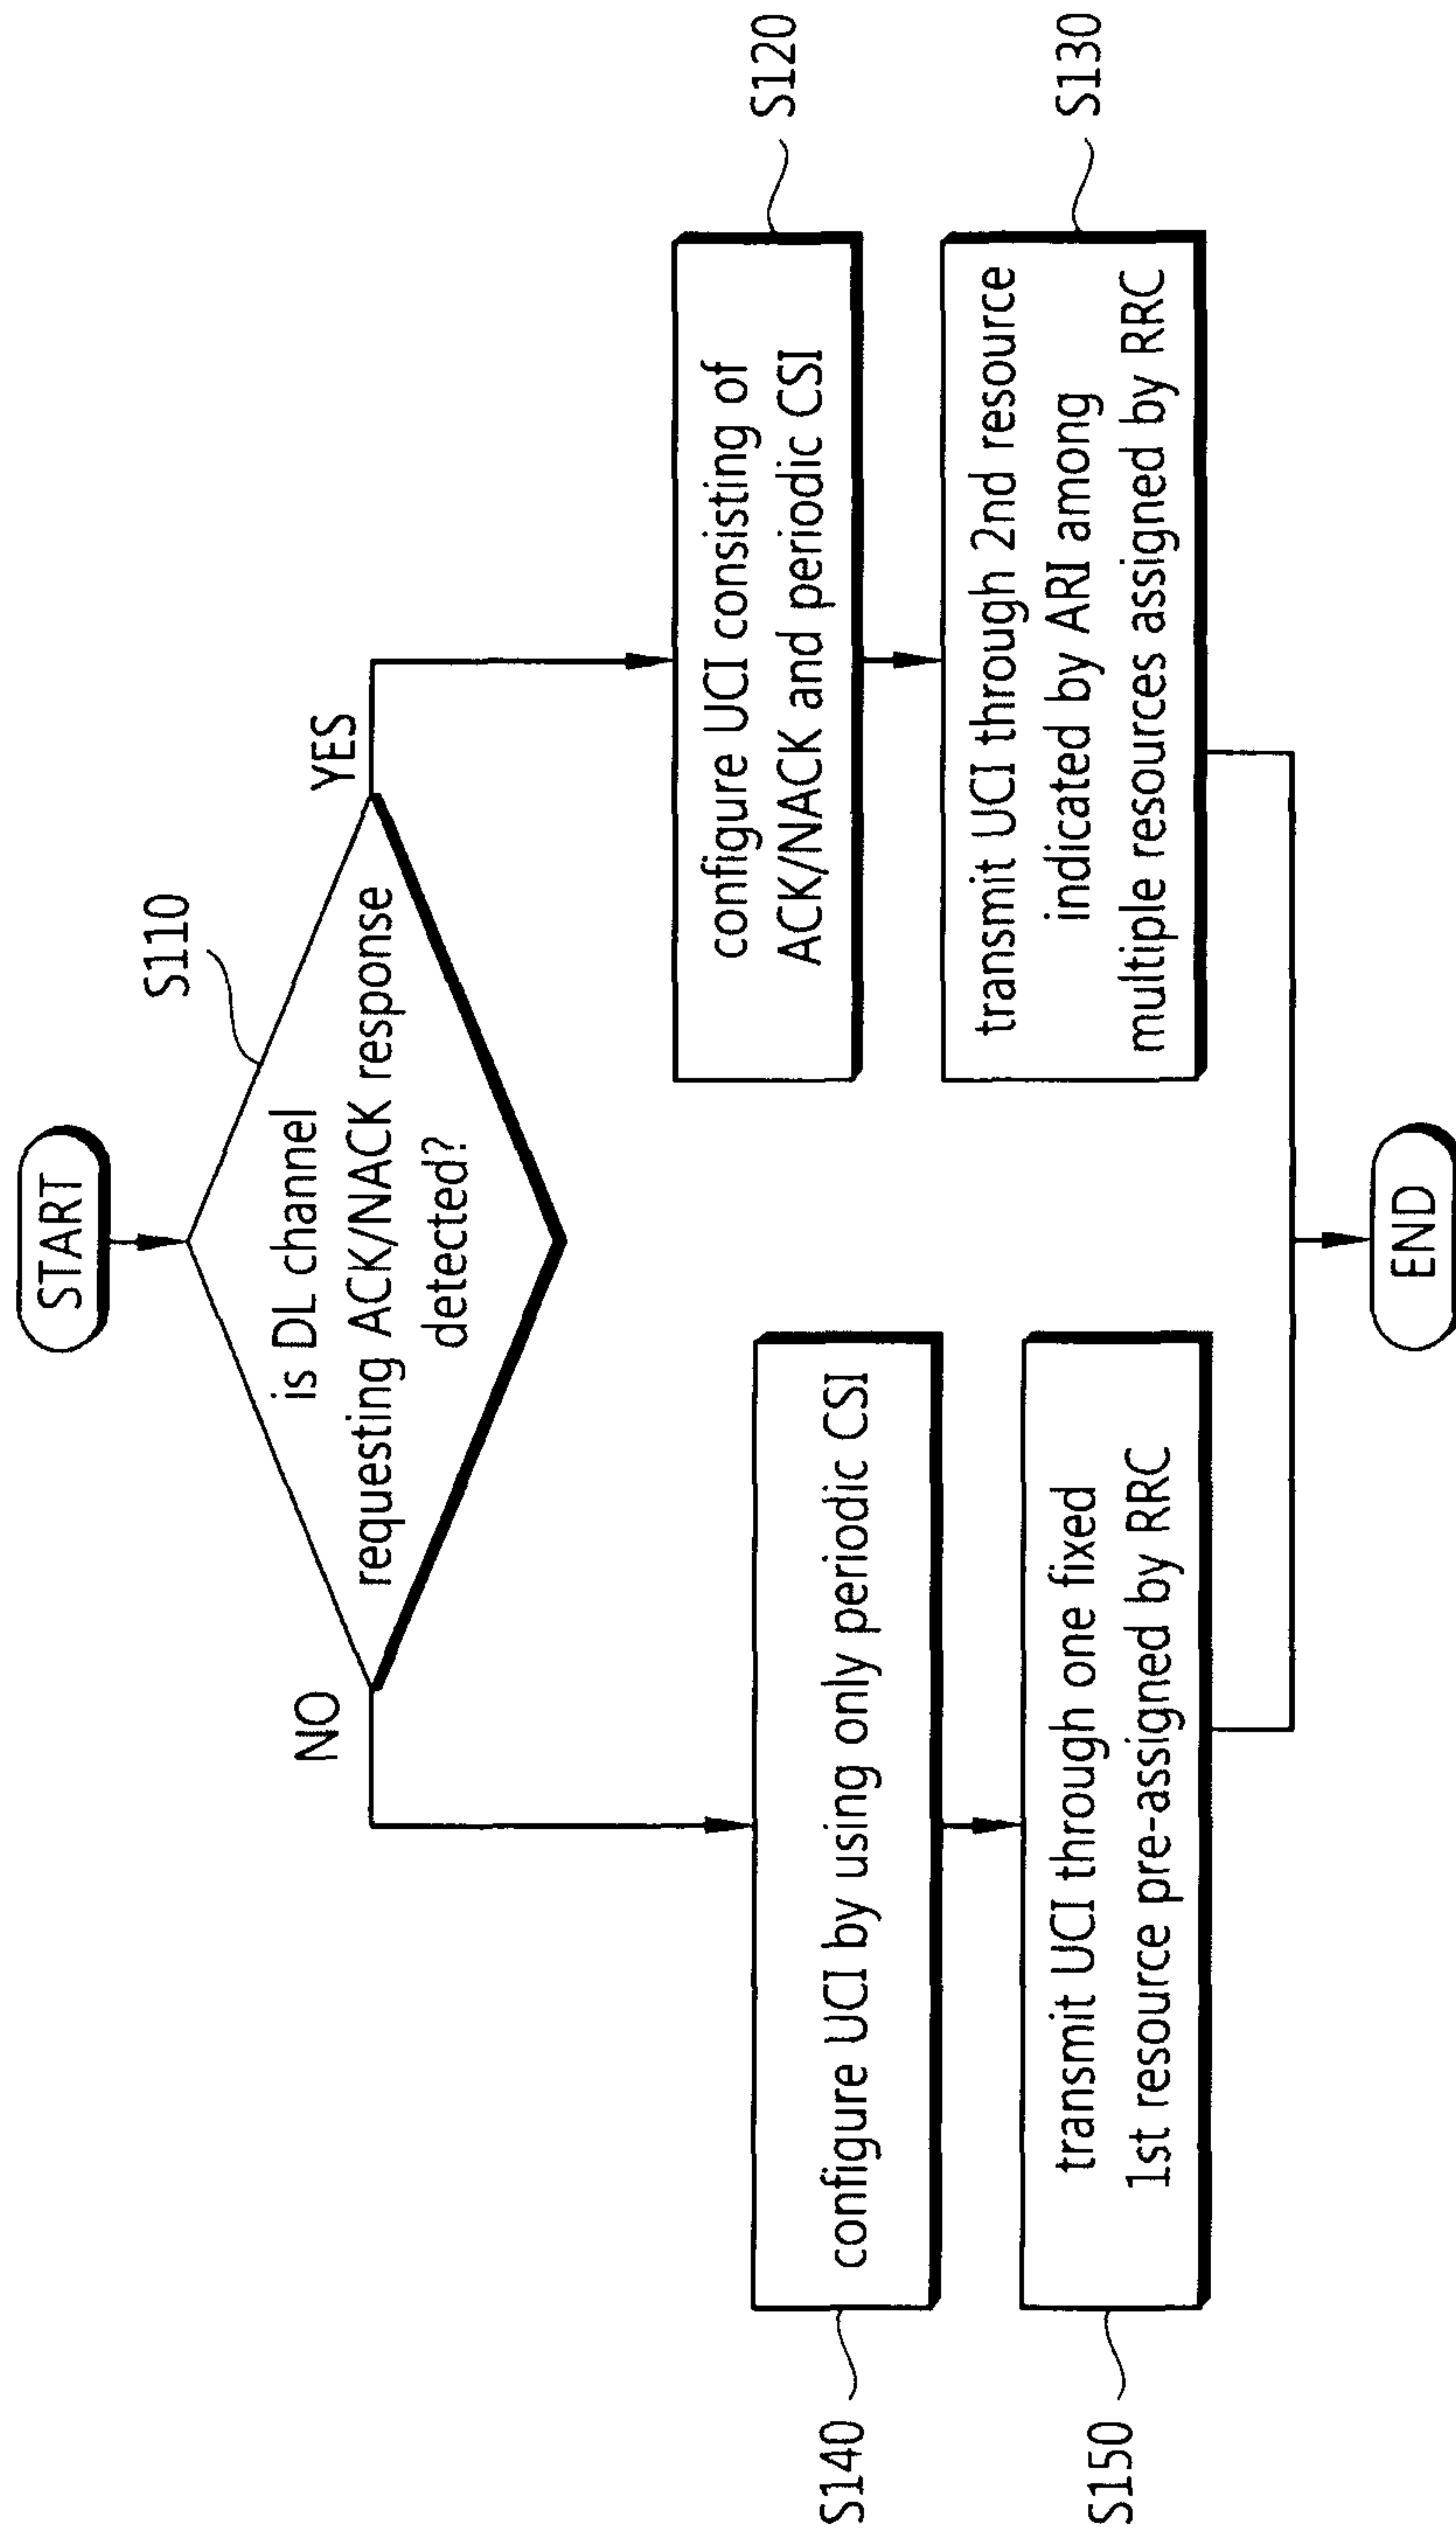 START
S110
is DL channel
requesting ACK/NACK response
detected?
NO
YES
S140
configure UCI by using only periodic CSI
configure UCI consisting of
ACK/NACK and periodic CSI
S120
S150
transmit UCI through one fixed
1st resource pre-assigned by RRC
transmit UCI through 2nd resource
indicated by ARI among
multiple resources assigned by RRC
S130
END